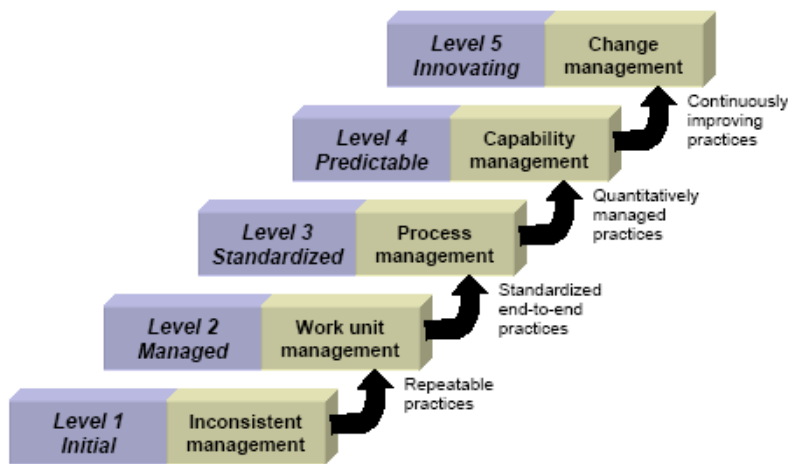 Level 5
Innovating
Change
management
Continuously
improving
practices
Level 4
Predictable
Capability
management
Quantitatively
managed
practices
Level 3
Standardized
Process
management
Standardized
end-to-end
practices
Level 2
Managed
Work unit
management
Repeatable
practices
Level 1
Initial
Inconsistent
management